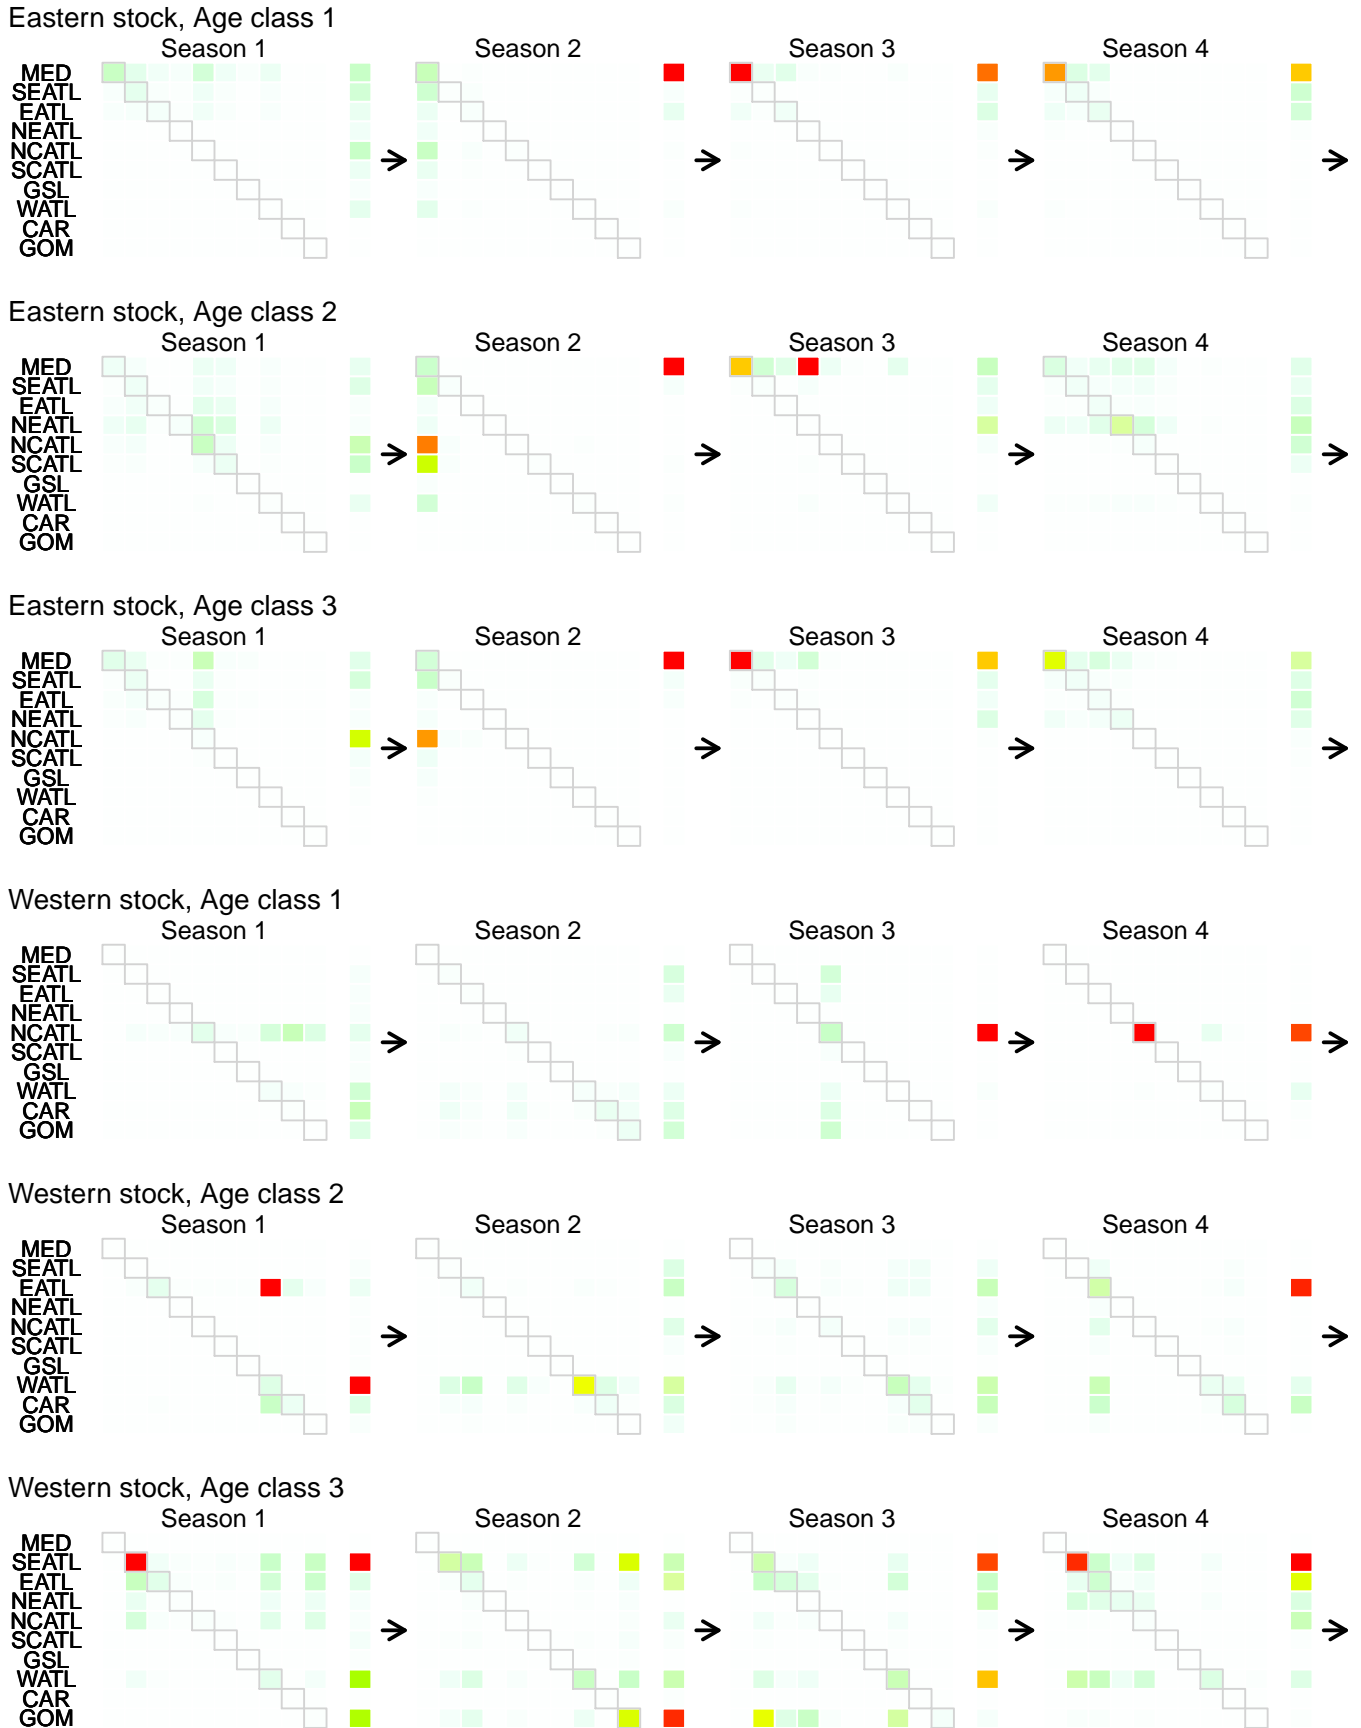 Eastern stock, Age class 1
Season 1 Season 2 Season 3 Season 4
MED
SEATL
EATL
NEATL
NCATL
SCATL
GSL
WATL
CAR
GOM
Eastern stock, Age class 2
Season 1 Season 2 Season 3 Season 4
MED
SEATL
EATL
NEATL
NCATL
SCATL
GSL
WATL
CAR
GOM
Eastern stock, Age class 3
Season 1 Season 2 Season 3 Season 4
MED
SEATL
EATL
NEATL
NCATL
SCATL
GSL
WATL
CAR
GOM
Western stock, Age class 1
Season 1 Season 2 Season 3 Season 4
MED
SEATL
EATL
NEATL
NCATL
SCATL
GSL
WATL
CAR
GOM
Western stock, Age class 2
Season 1 Season 2 Season 3 Season 4
MED
SEATL
EATL
NEATL
NCATL
SCATL
GSL
WATL
CAR
GOM
Western stock, Age class 3
Season 1 Season 2 Season 3 Season 4
MED
SEATL
EATL
NEATL
NCATL
SCATL
GSL
WATL
CAR
GOM